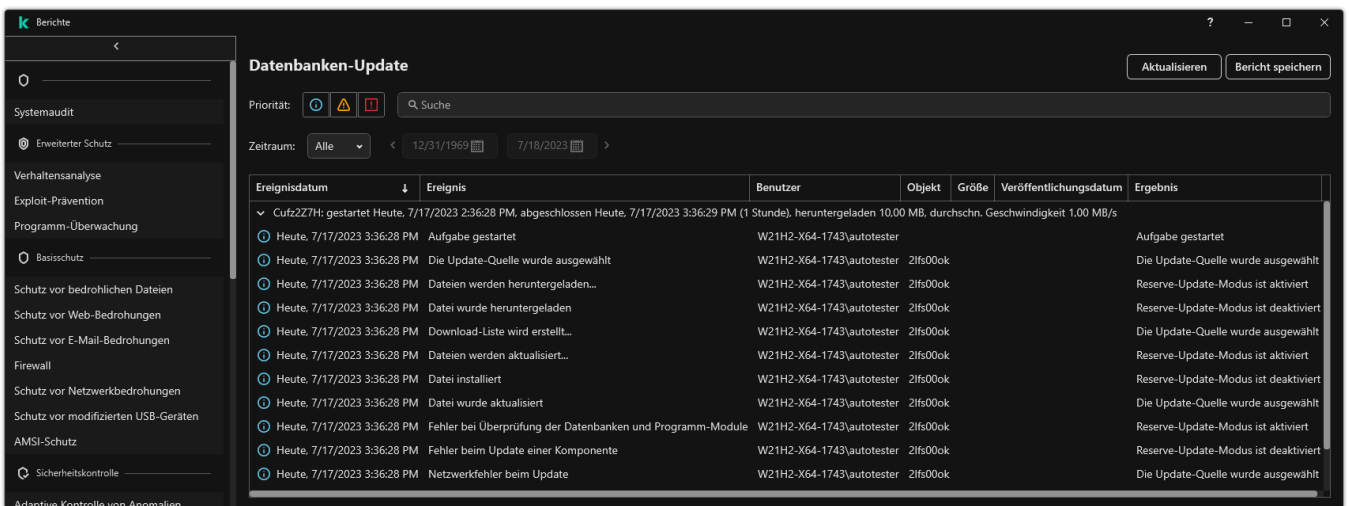 Berichte
?
Systemaudit
Erweiterter Schutz
Verhaltensanalyse
Exploit-Prävention
Programm-Überwachung
Basisschutz
Schutz vor bedrohlichen Dateien
Schutz vor Web-Bedrohungen
Schutz vor E-Mail-Bedrohungen
Firewall
Schutz vor Netzwerkbedrohungen
Schutz vor modifizierten USB-Geräten
AMSI-Schutz
Sicherheitskontrolle
Adaptive Kontrolle von Anomalien
Datenbanken-Update
Aktualisieren
Bericht speichern
Priorität:
Suche
Zeitraum: Alle 12/31/1969 7/18/2023
Ereignisdatum Ereignis Benutzer Objekt Größe Veröffentlichungsdatum Ergebnis
Cufz2Z7H: gestartet Heute, 7/17/2023 2:36:28 PM, abgeschlossen Heute, 7/17/2023 3:36:29 PM (1 Stunde), heruntergeladen 10,00 MB, durchschn. Geschwindigkeit 1,00 MB/s
Heute, 7/17/2023 3:36:28 PM Aufgabe gestartet W21H2-X64-1743\autotester Aufgabe gestartet
Heute, 7/17/2023 3:36:28 PM Die Update-Quelle wurde ausgewählt W21H2-X64-1743\autotester 2lfs00ok Die Update-Quelle wurde ausgewählt
Heute, 7/17/2023 3:36:28 PM Dateien werden heruntergeladen... W21H2-X64-1743\autotester 2lfs00ok Reserve-Update-Modus ist aktiviert
Heute, 7/17/2023 3:36:28 PM Datei wurde heruntergeladen W21H2-X64-1743\autotester 2lfs00ok Reserve-Update-Modus ist deaktiviert
Heute, 7/17/2023 3:36:28 PM Download-Liste wird erstellt... W21H2-X64-1743\autotester 2lfs00ok Die Update-Quelle wurde ausgewählt
Heute, 7/17/2023 3:36:28 PM Dateien werden aktualisiert... W21H2-X64-1743\autotester 2lfs00ok Reserve-Update-Modus ist aktiviert
Heute, 7/17/2023 3:36:28 PM Datei installiert W21H2-X64-1743\autotester 2lfs00ok Reserve-Update-Modus ist deaktiviert
Heute, 7/17/2023 3:36:28 PM Datei wurde aktualisiert W21H2-X64-1743\autotester 2lfs00ok Die Update-Quelle wurde ausgewählt
Heute, 7/17/2023 3:36:28 PM Fehler bei Überprüfung der Datenbanken und Programm-Module W21H2-X64-1743\autotester 2lfs00ok Reserve-Update-Modus ist aktiviert
Heute, 7/17/2023 3:36:28 PM Fehler beim Update einer Komponente W21H2-X64-1743\autotester 2lfs00ok Reserve-Update-Modus ist deaktiviert
Heute, 7/17/2023 3:36:28 PM Netzwerkfehler beim Update W21H2-X64-1743\autotester 2lfs00ok Die Update-Quelle wurde ausgewählt